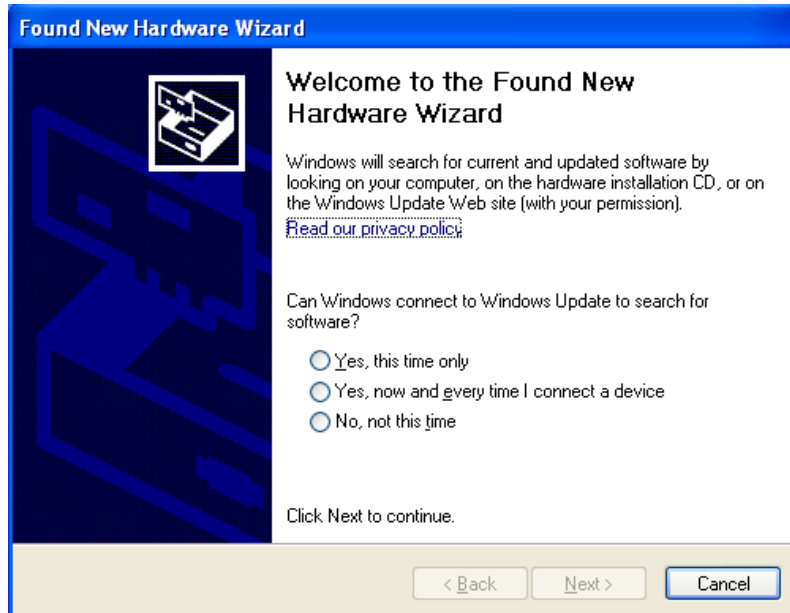 Found New Hardware Wizard
Welcome to the Found New
Hardware Wizard
Windows will search for current and updated software by
looking on your computer, on the hardware installation CD, or on
the Windows Update Web site (with your permission).
Read our privacy policy
Can Windows connect to Windows Update to search for
software?
Yes, this time only
Yes, now and every time I connect a device
No, not this time
Click Next to continue.
< Back Next > Cancel